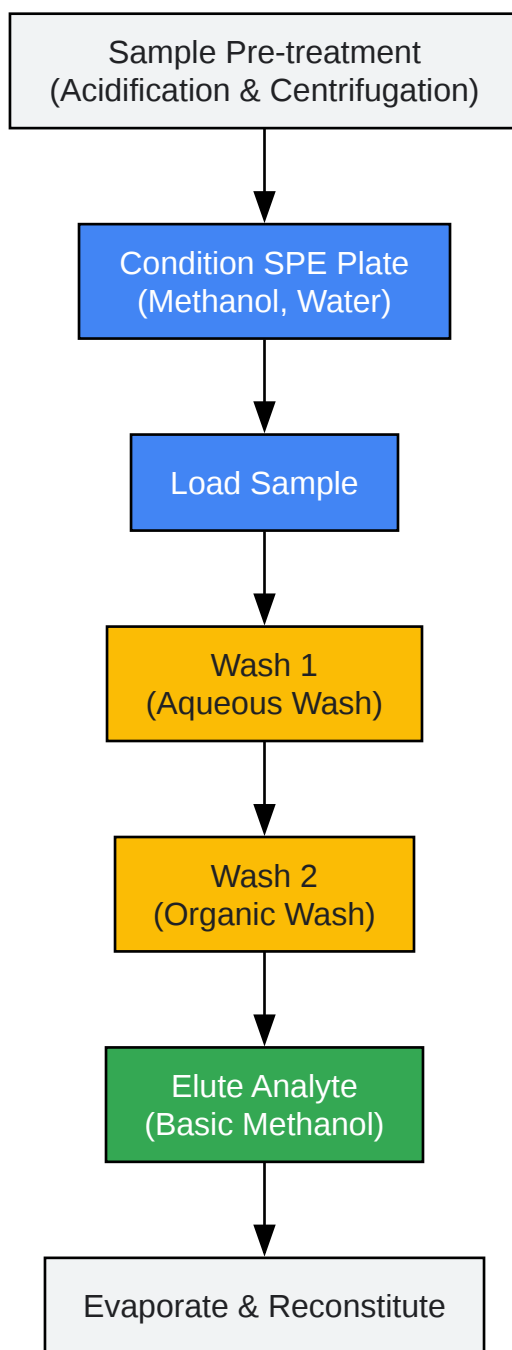 Sample Pre-treatment
(Acidification & Centrifugation)
Condition SPE Plate
(Methanol, Water)
Load Sample
Wash 1
(Aqueous Wash)
Wash 2
(Organic Wash)
Elute Analyte
(Basic Methanol)
Evaporate & Reconstitute